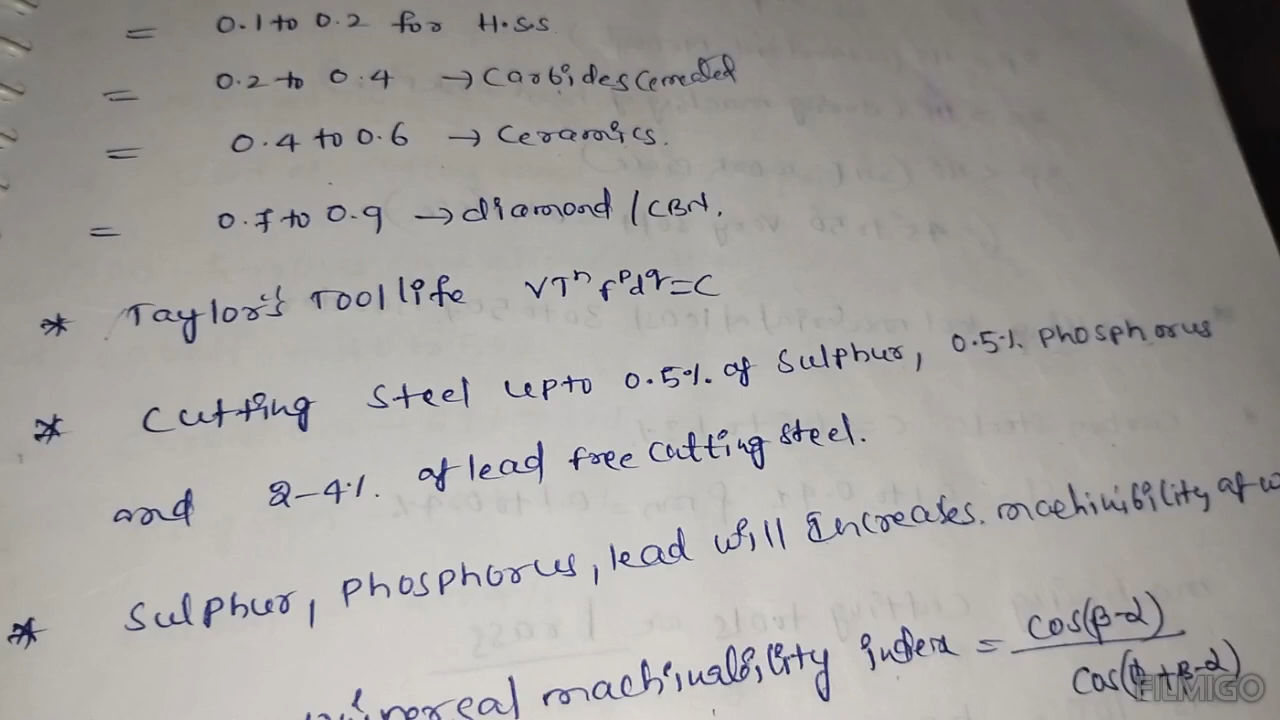 = 0.1 to 0.2 for H.S.S
= 0.2 to 0.4 → Carbides Cemented
= 0.4 to 0.6 → Ceramics.
= 0.7 to 0.9 → diamond / CBN.
* Taylor's Tool life VTⁿ fᵖ d^q = C
* Cutting steel upto 0.5% of sulphur, 0.5% phosphorus
and 2-4% of lead free cutting steel.
* Sulphur, phosphorus, lead will Increases. machinibility of w
machinability index = cos(β-α) / cos(ϕ+β-α)
FILMIGO